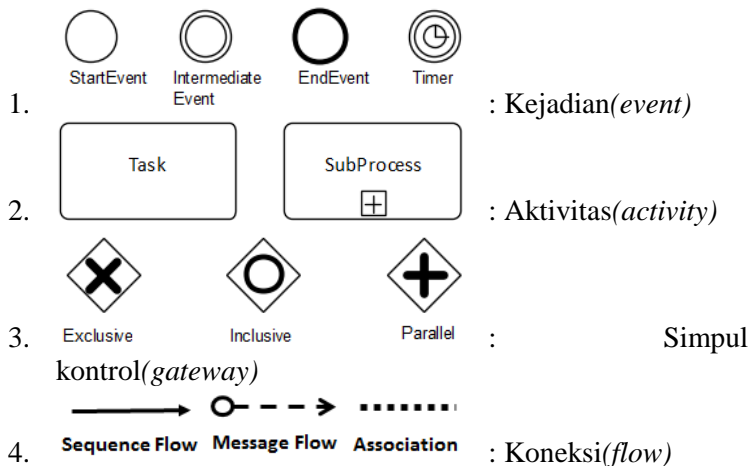 StartEvent Intermediate Event EndEvent Timer
1. : Kejadian(event)
Task SubProcess
2. : Aktivitas(activity)
Exclusive Inclusive Parallel
3. : Simpul
kontrol(gateway)
Sequence Flow Message Flow Association
4. : Koneksi(flow)